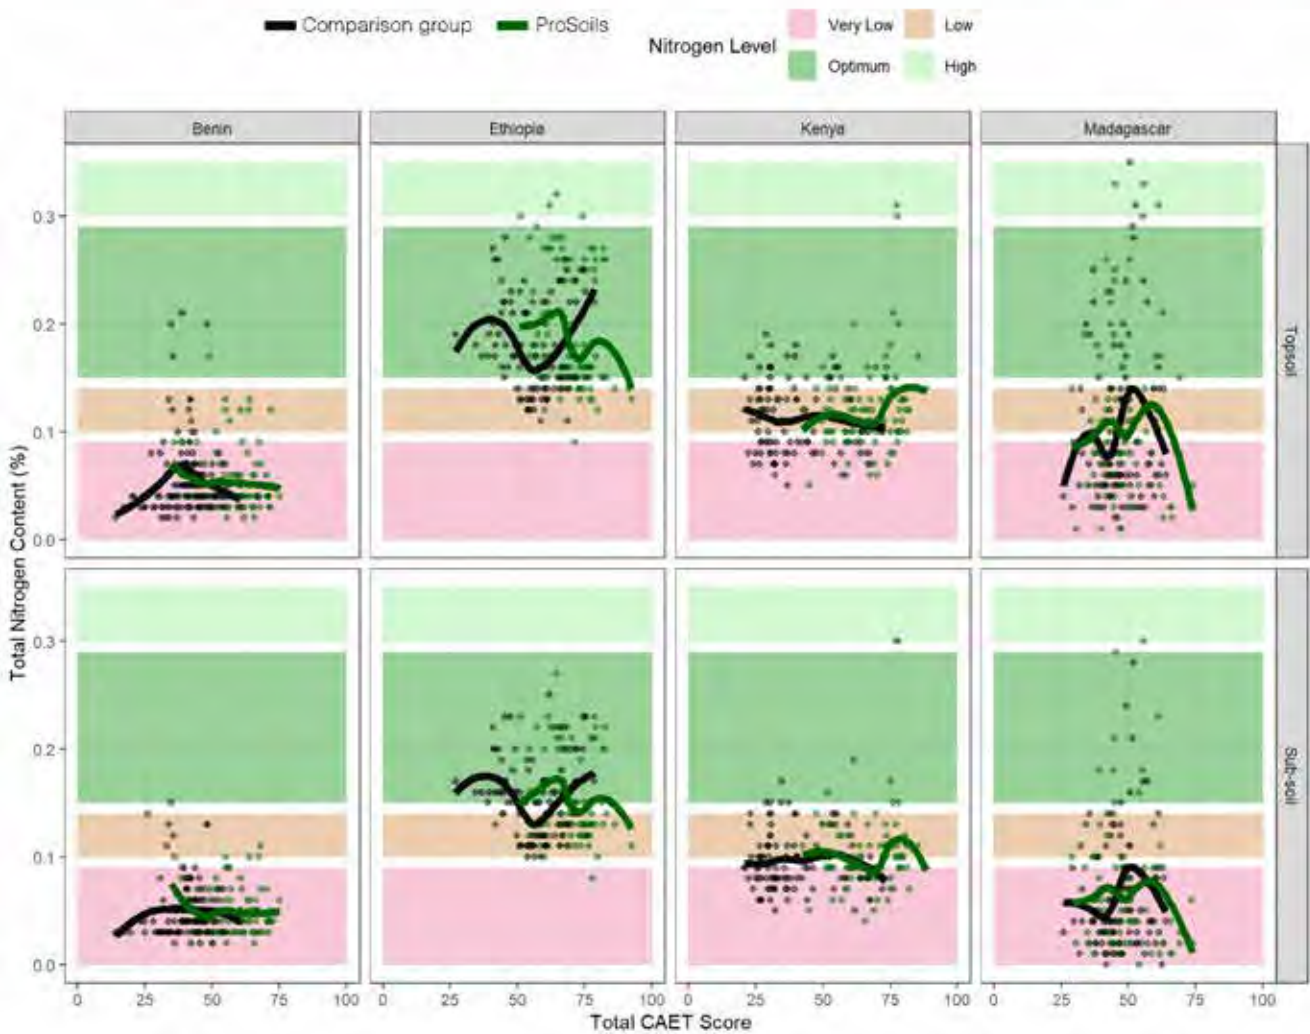 Comparison group ProSoils
Nitrogen Level
Very Low Low
Optimum High
Benin Ethiopia Kenya Madagascar
Total Nitrogen Content (%)
0.3
0.2
0.1
0.0
Topsoil
0.3
0.2
0.1
0.0
Sub-soil
0 25 50 75 100 0 25 50 75 100 0 25 50 75 100 0 25 50 75 100
Total CAET Score